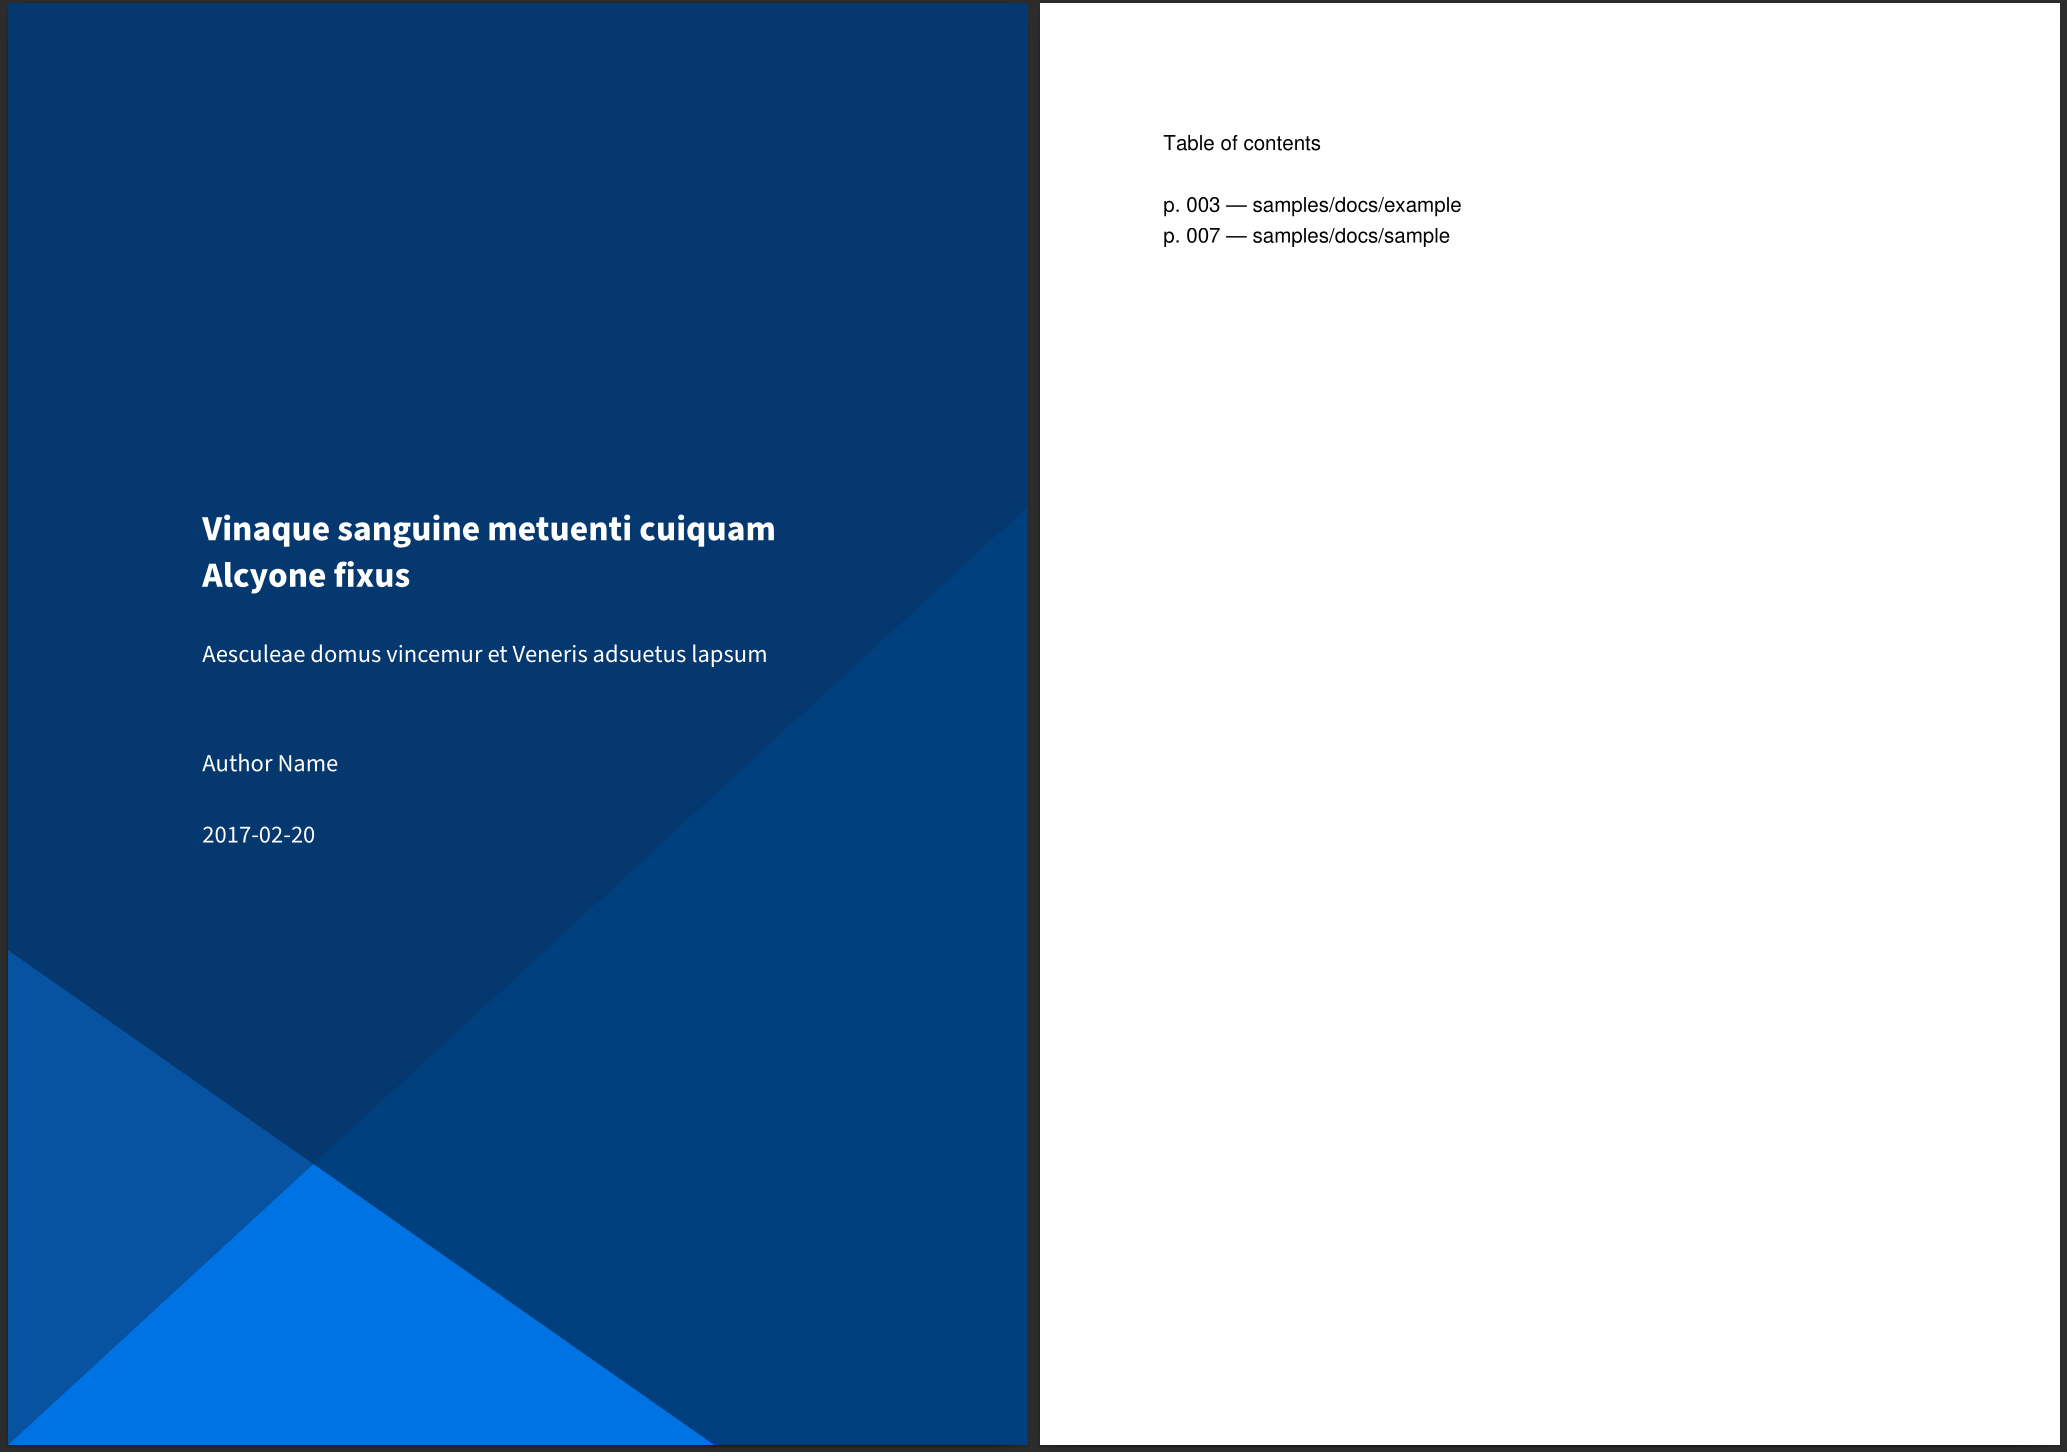 Vinaque sanguine metuenti cuiquam
Alcyone fixus
Aesculeae domus vincemur et Veneris adsuetus lapsum
Author Name
2017-02-20
Table of contents
p. 003 — samples/docs/example
p. 007 — samples/docs/sample